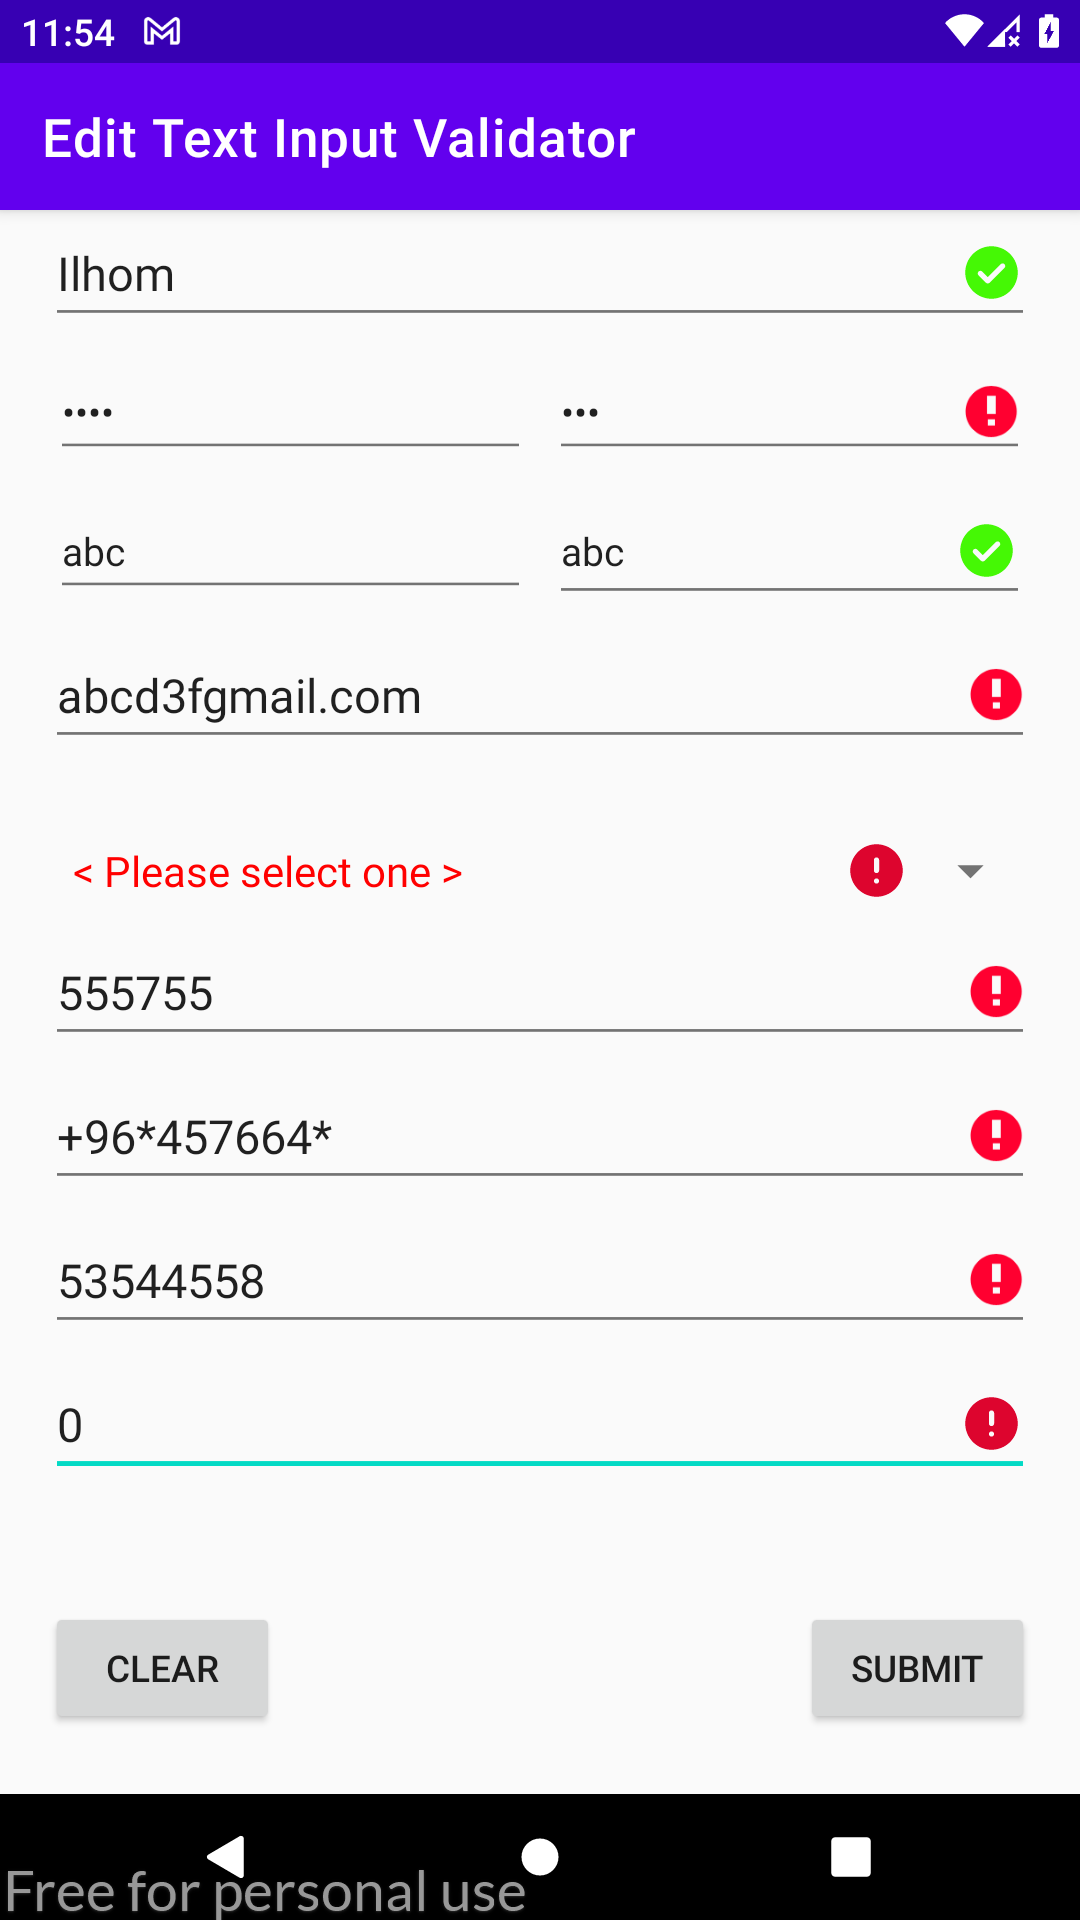 11:54
Edit Text Input Validator
Ilhom
•••• •••
abc abc
abcd3fgmail.com
< Please select one >
555755
+96*457664*
53544558
0
CLEAR SUBMIT
Free for personal use